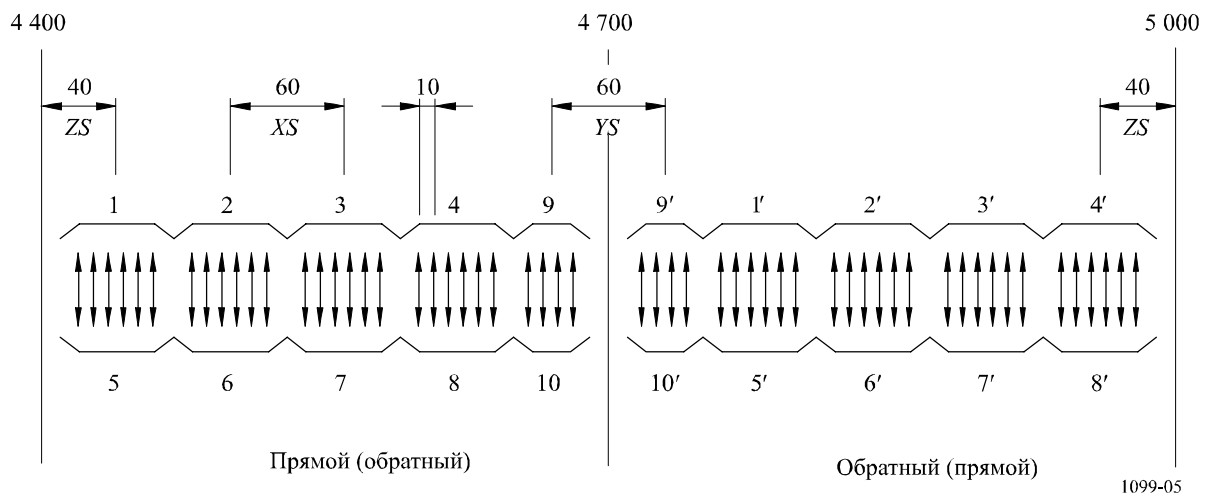 4 400 4 700 5 000
40 60 10 60 40
ZS XS YS ZS
1 2 3 4 9 9′ 1′ 2′ 3′ 4′
5 6 7 8 10 10′ 5′ 6′ 7′ 8′
Прямой (обратный) Обратный (прямой)
1099-05